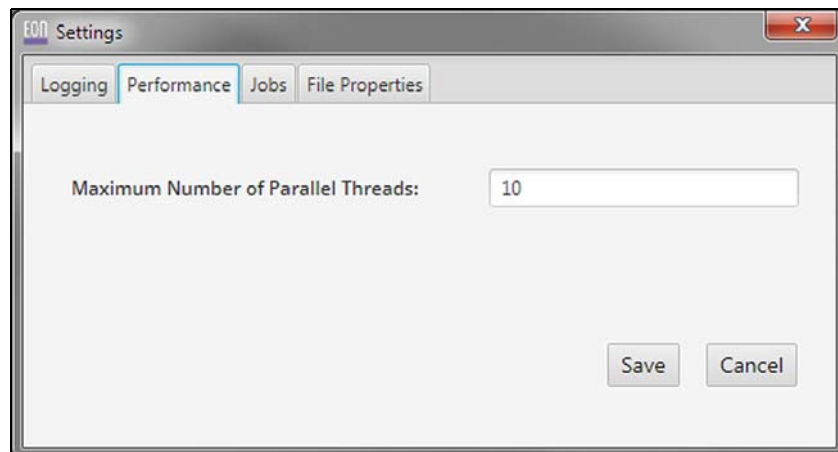 EON Settings
Logging Performance Jobs File Properties
Maximum Number of Parallel Threads: 10
Save Cancel